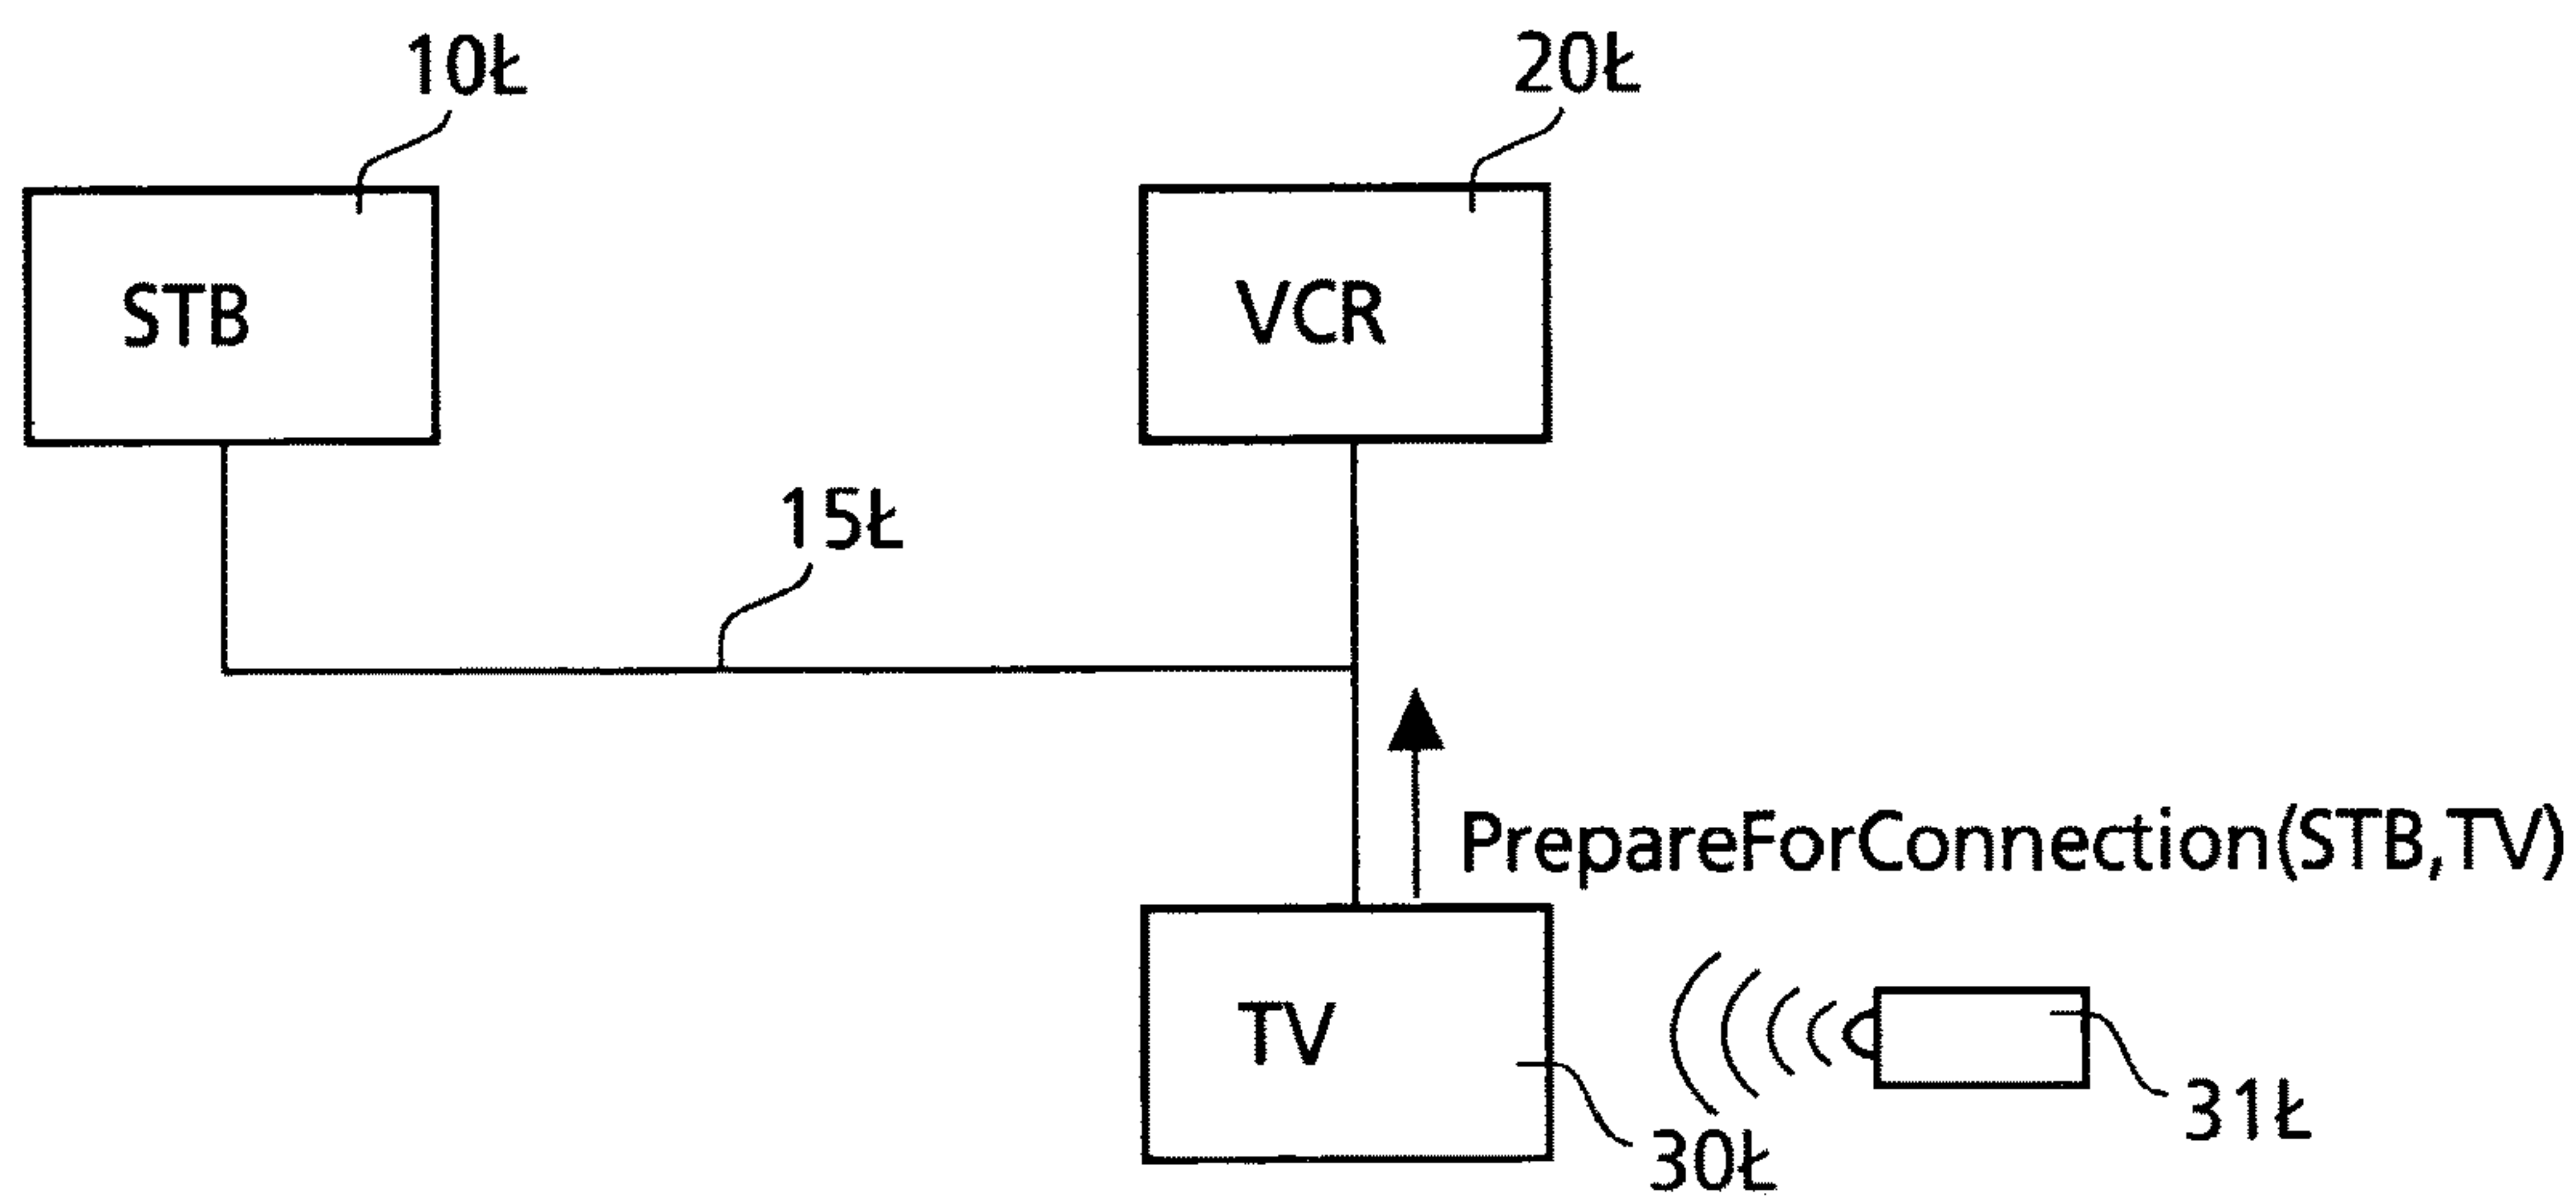 10Ł
20Ł
STB
VCR
15Ł
PrepareForConnection(STB,TV)
TV
31Ł
30Ł